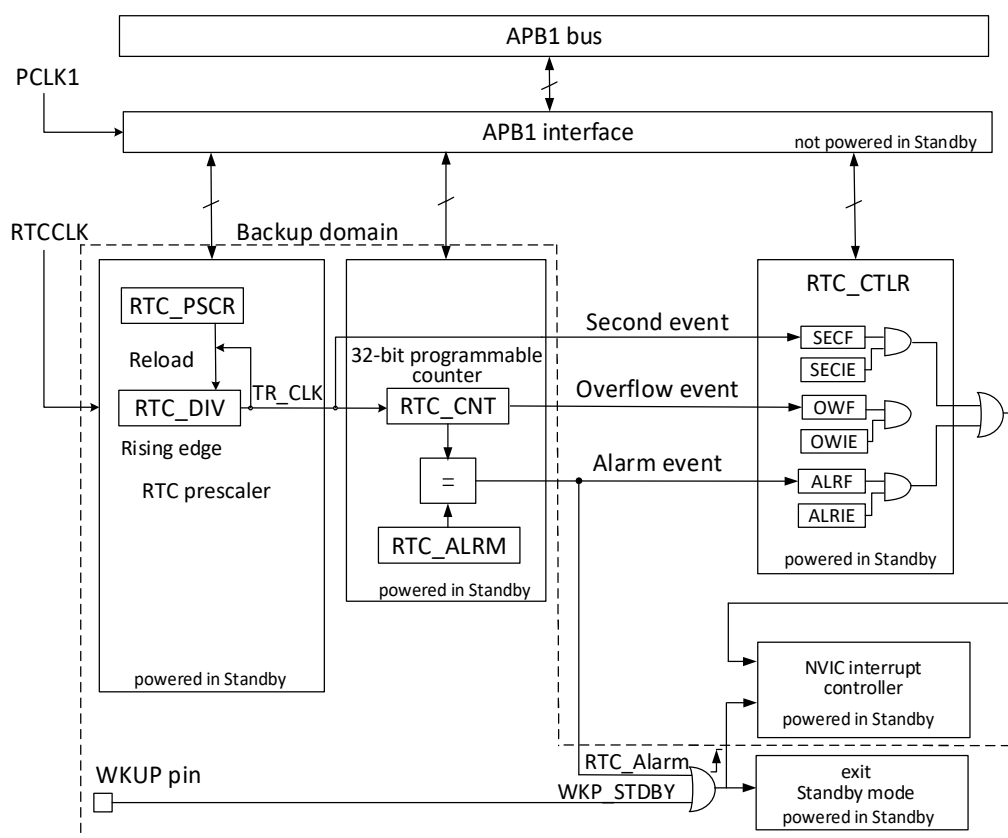 APB1 bus
PCLK1
APB1 interface
not powered in Standby
RTCCLK
Backup domain
RTC_PSCR
Reload
RTC_DIV
TR_CLK
Rising edge
RTC prescaler
powered in Standby
32-bit programmable
counter
RTC_CNT
=
RTC_ALRM
powered in Standby
Second event
Overflow event
Alarm event
RTC_CTLR
SECF
SECIE
OWF
OWIE
ALRF
ALRIE
powered in Standby
NVIC interrupt
controller
powered in Standby
WKUP pin
RTC_Alarm
WKP_STDBY
exit
Standby mode
powered in Standby